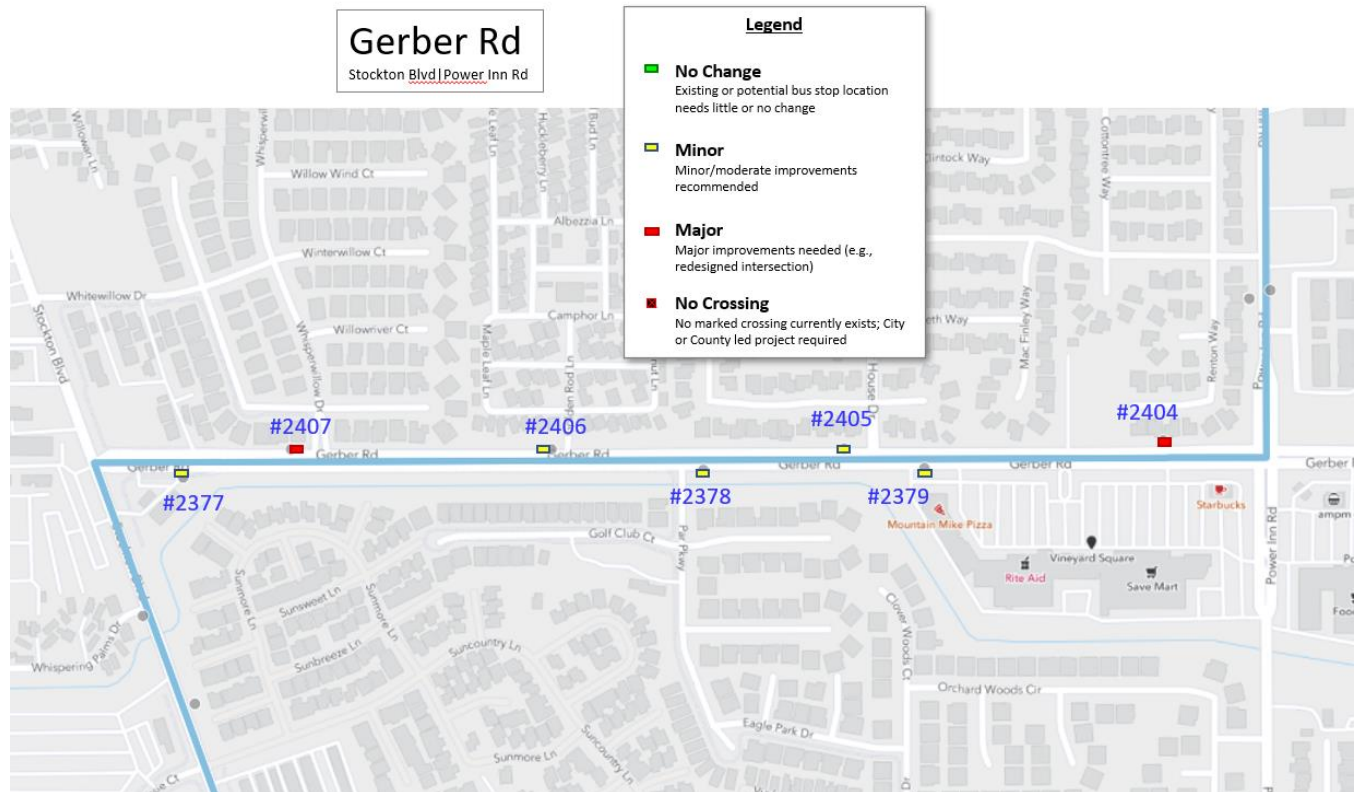 Gerber Rd
Stockton Blvd|Power Inn Rd
Legend
No Change
Existing or potential bus stop location
needs little or no change
Minor
Minor/moderate improvements
recommended
Major
Major improvements needed (e.g.,
redesigned intersection)
No Crossing
No marked crossing currently exists; City
or County led project required
Willowan Ln
Willow Wind Ct
Winterwillow Ct
Whitewillow Dr
Willowriver Ct
Whisperwillow Dr
Stockton Blvd
Maple Leaf Ln
Huckleberry Ln
Albezzia Ln
Camphor Ln
Mac Finley Way
Cottontree Way
Renton Way
House Dr
#2407
#2406
#2405
#2404
Gerber Rd
Gerber Rd
Gerber Rd
Gerber Rd
#2377
#2378
#2379
Mountain Mike Pizza
Starbucks
ampm
Vineyard Square
Rite Aid
Save Mart
Power Inn Rd
Golf Club Ct
Par Pkwy
Sunmore Ln
Sunsweet Ln
Sunmore Ln
Sunbreeze Ln
Suncountry Ln
Whispering Palms Dr
Clover Woods Ct
Orchard Woods Cir
Eagle Park Dr
Sunmore Ln
Suncountry Ln